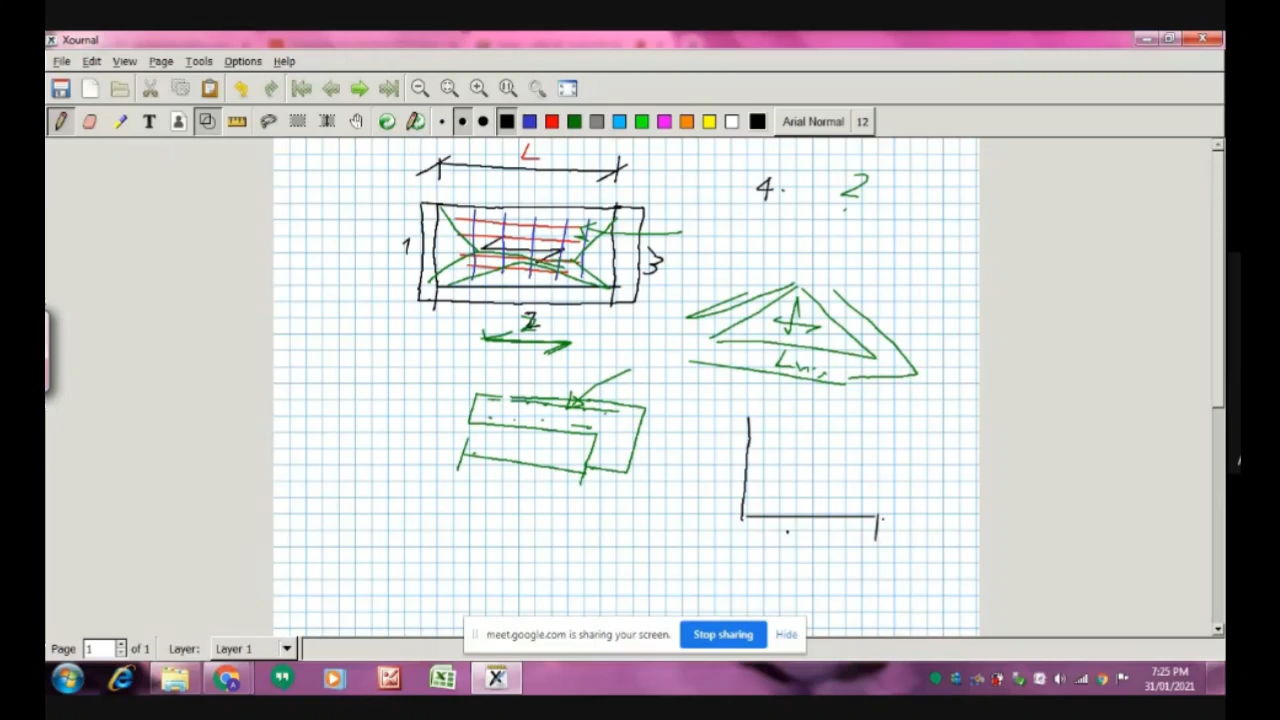 Xournal
File Edit View Page Tools Options Help
Arial Normal 12
L
4. 2
1
3
2
meet.google.com is sharing your screen. Stop sharing Hide
Page 1 of 1 Layer: Layer 1
7:25 PM
31/01/2021